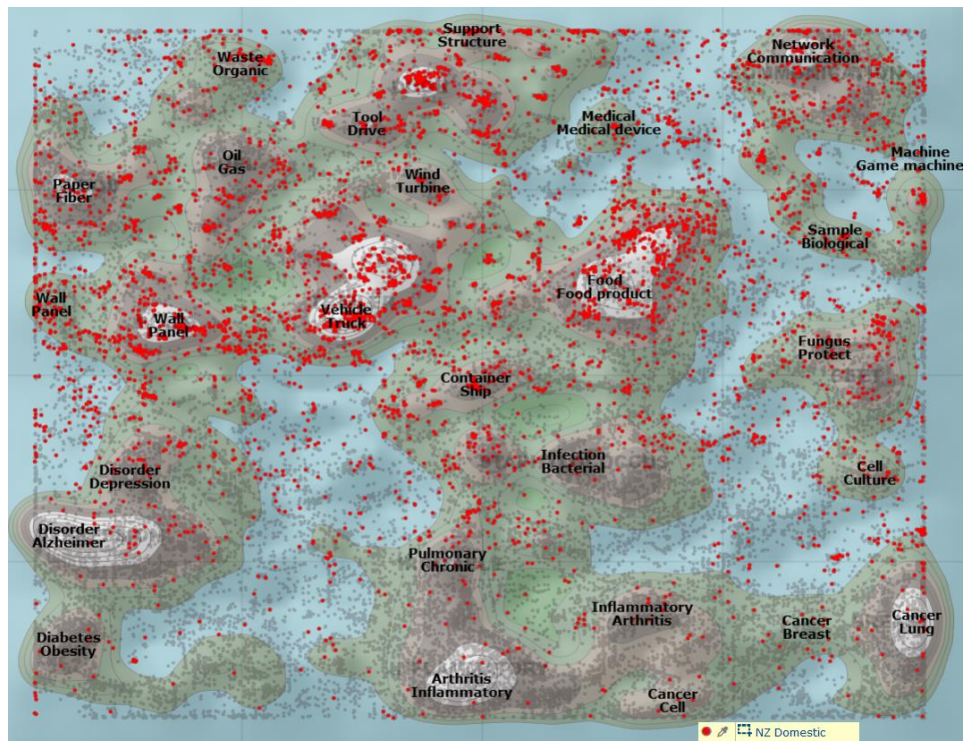 Support
Structure
Waste
Organic
Network
Communication
Tool
Drive
Medical
Medical device
Oil
Gas
Machine
Game machine
Paper
Fiber
Wind
Turbine
Sample
Biological
Food
Food product
Wall
Panel
Wall
Panel
Vehicle
Truck
Fungus
Protect
Container
Ship
Disorder
Depression
Infection
Bacterial
Cell
Culture
Disorder
Alzheimer
Pulmonary
Chronic
Inflammatory
Arthritis
Cancer
Breast
Cancer
Lung
Diabetes
Obesity
Arthritis
Inflammatory
Cancer
Cell
NZ Domestic